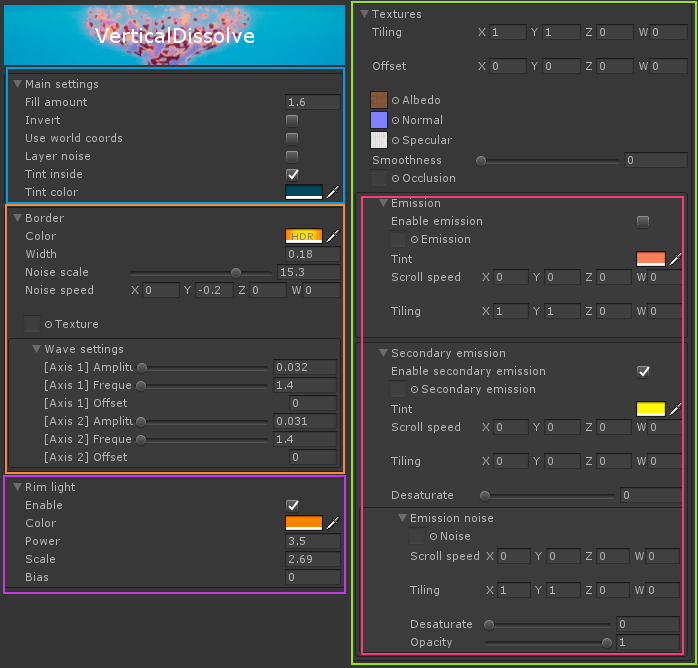 VerticalDissolve
Main settings
Fill amount 1.6
Invert
Use world coords
Layer noise
Tint inside
Tint color
Border
Color HDR
Width 0.18
Noise scale 15.3
Noise speed X 0 Y -0.2 Z 0 W 0
Texture
Wave settings
[Axis 1] Amplitu 0.032
[Axis 1] Freque 1.4
[Axis 1] Offset 0
[Axis 2] Amplitu 0.031
[Axis 2] Freque 1.4
[Axis 2] Offset 0
Rim light
Enable
Color
Power 3.5
Scale 2.69
Bias 0
Textures
Tiling X 1 Y 1 Z 0 W 0
Offset X 0 Y 0 Z 0 W 0
Albedo
Normal
Specular
Smoothness 0
Occlusion
Emission
Enable emission
Emission
Tint
Scroll speed X 0 Y 0 Z 0 W 0
Tiling X 1 Y 1 Z 0 W 0
Secondary emission
Enable secondary emission
Secondary emission
Tint
Scroll speed X 0 Y 0 Z 0 W 0
Tiling X 0 Y 0 Z 0 W 0
Desaturate 0
Emission noise
Noise
Scroll speed X 0 Y 0 Z 0 W 0
Tiling X 1 Y 1 Z 0 W 0
Desaturate 0
Opacity 1